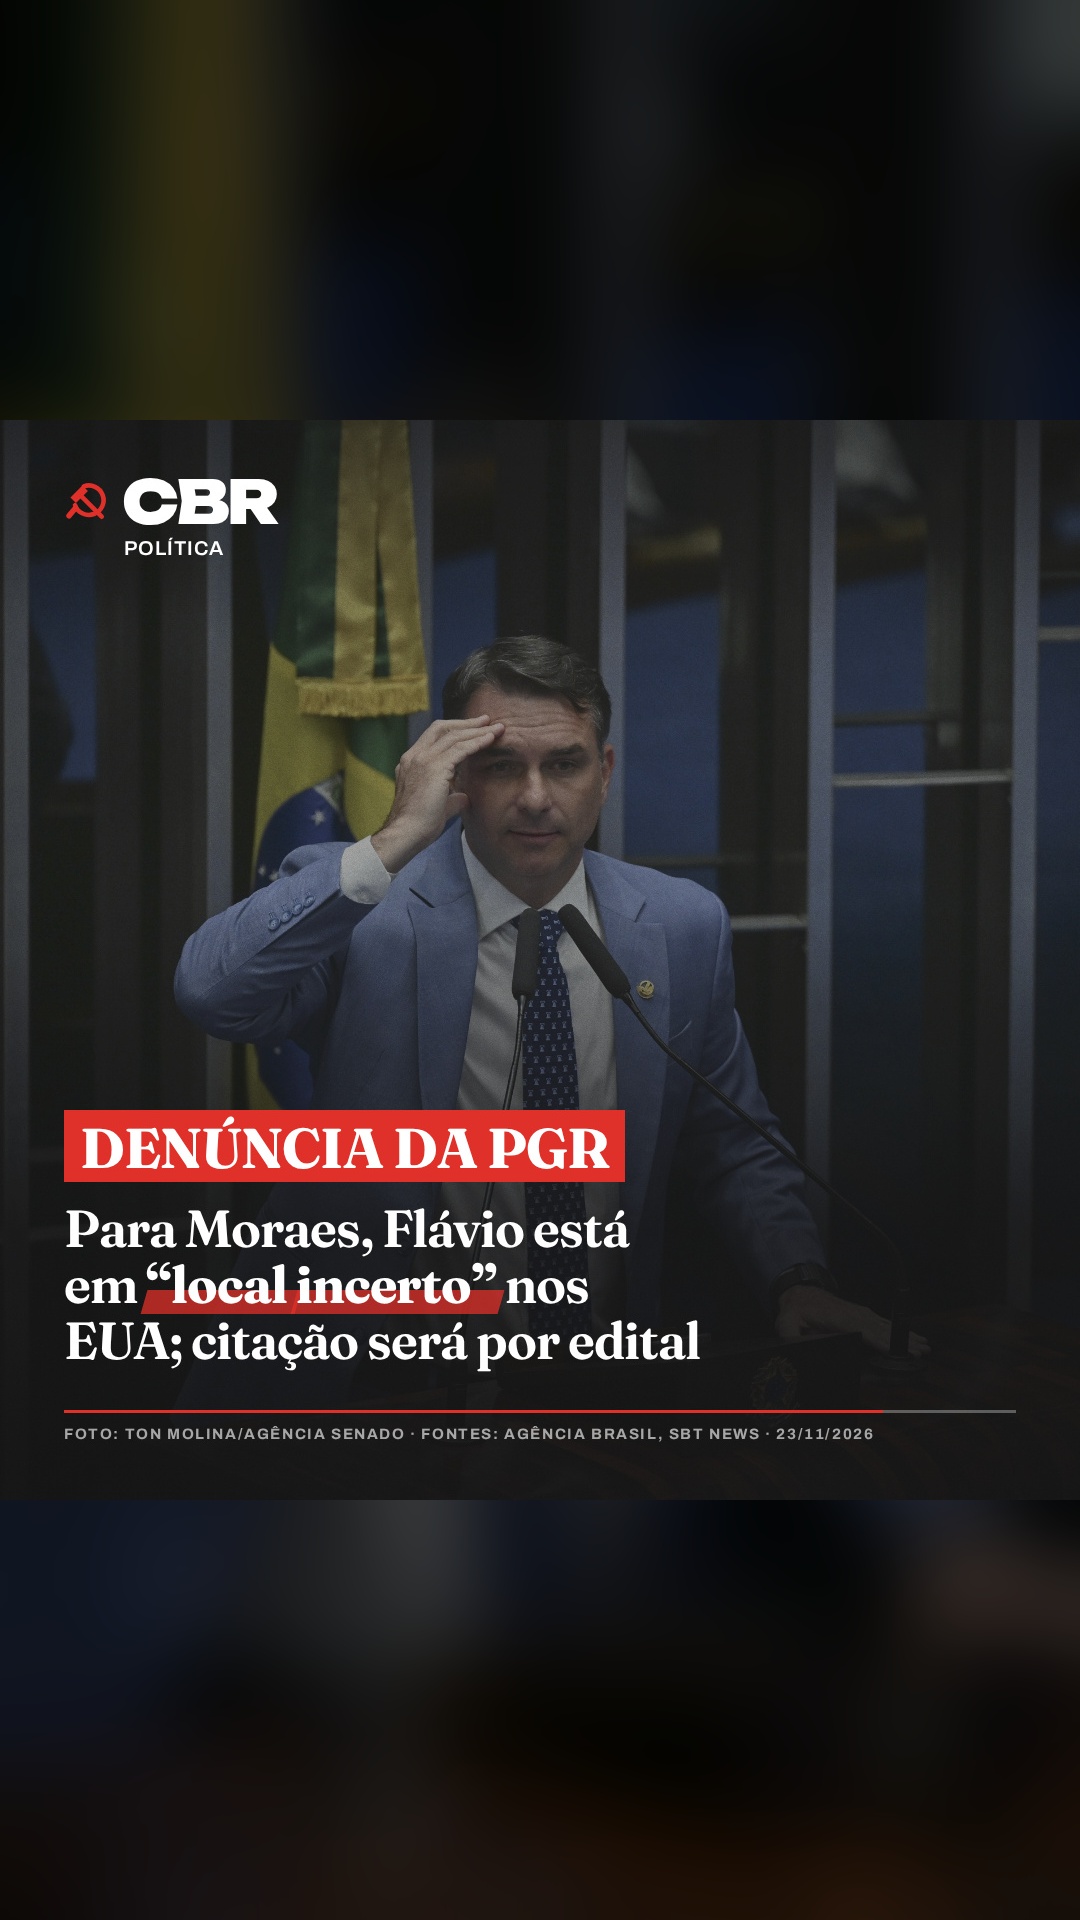 CBR
POLÍTICA
DENÚNCIA DA PGR
Para Moraes, Flávio está
em “local incerto” nos
EUA; citação será por edital
FOTO: TON MOLINA/AGÊNCIA SENADO · FONTES: AGÊNCIA BRASIL, SBT NEWS · 23/11/2026